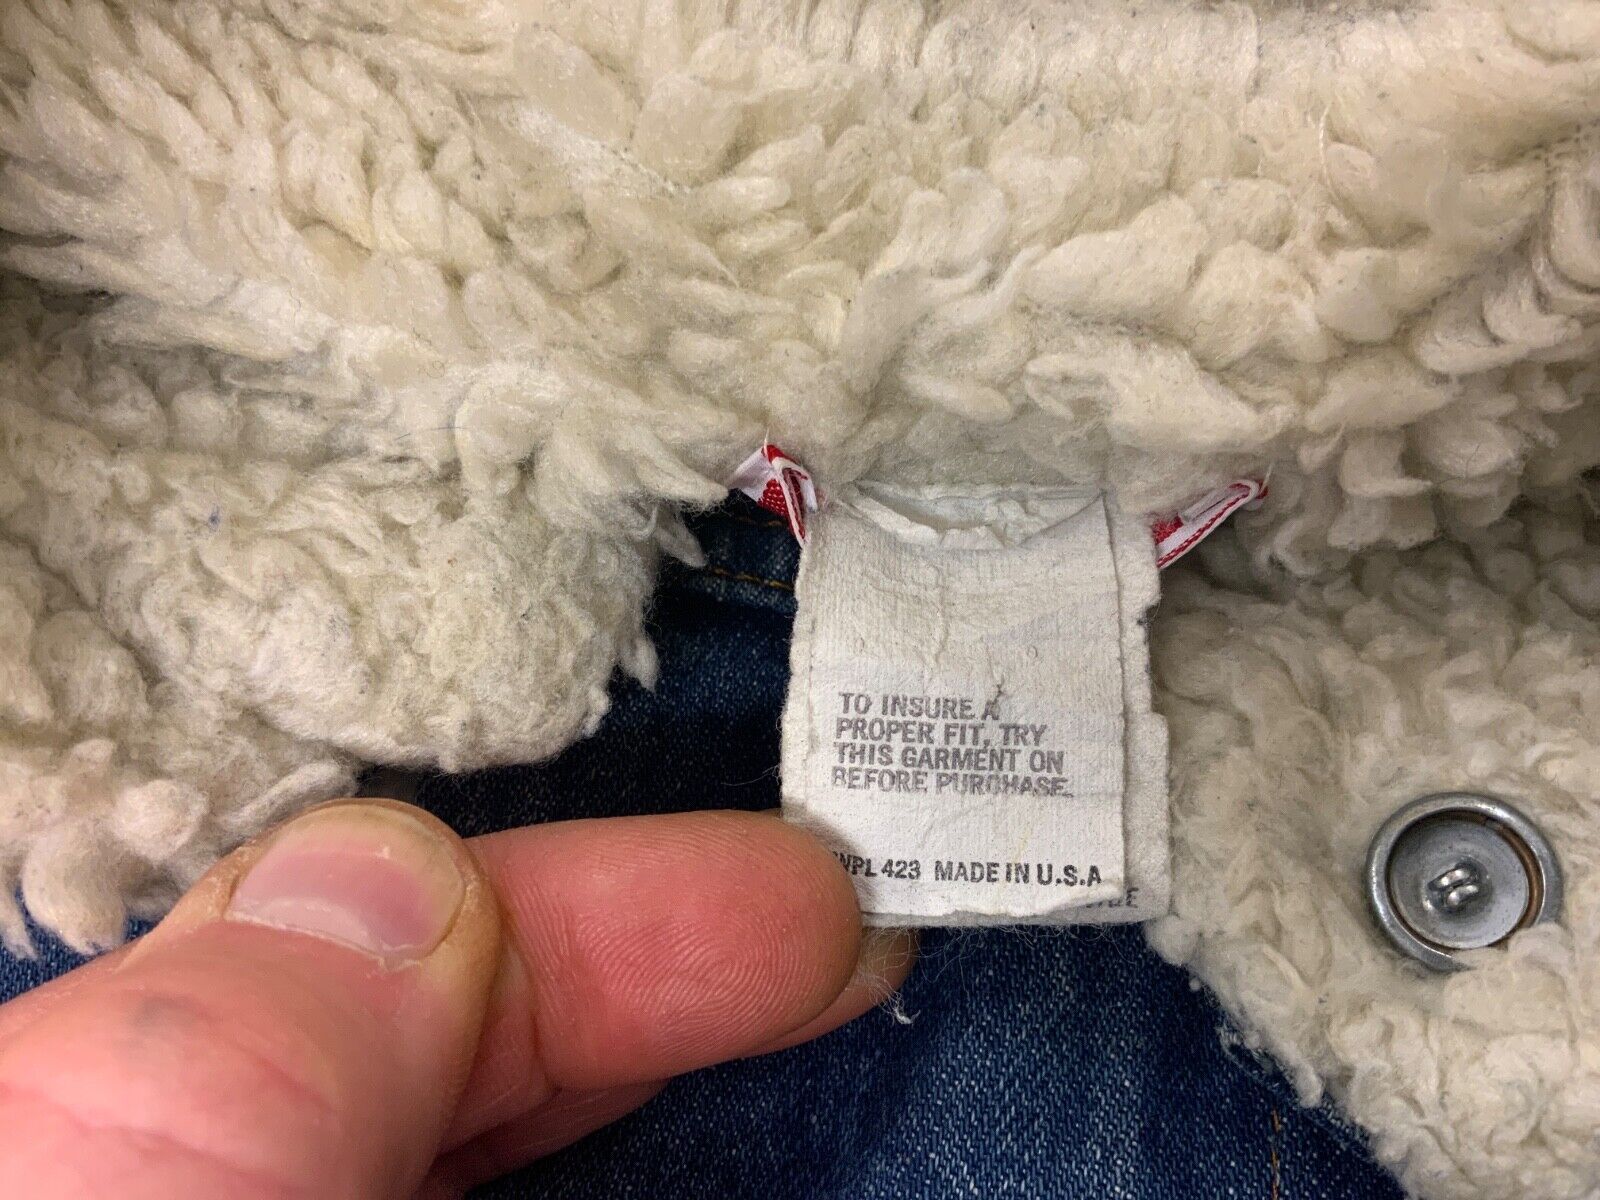 TO INSURE A
PROPER FIT, TRY
THIS GARMENT ON
BEFORE PURCHASE.
WPL 423 MADE IN U.S.A